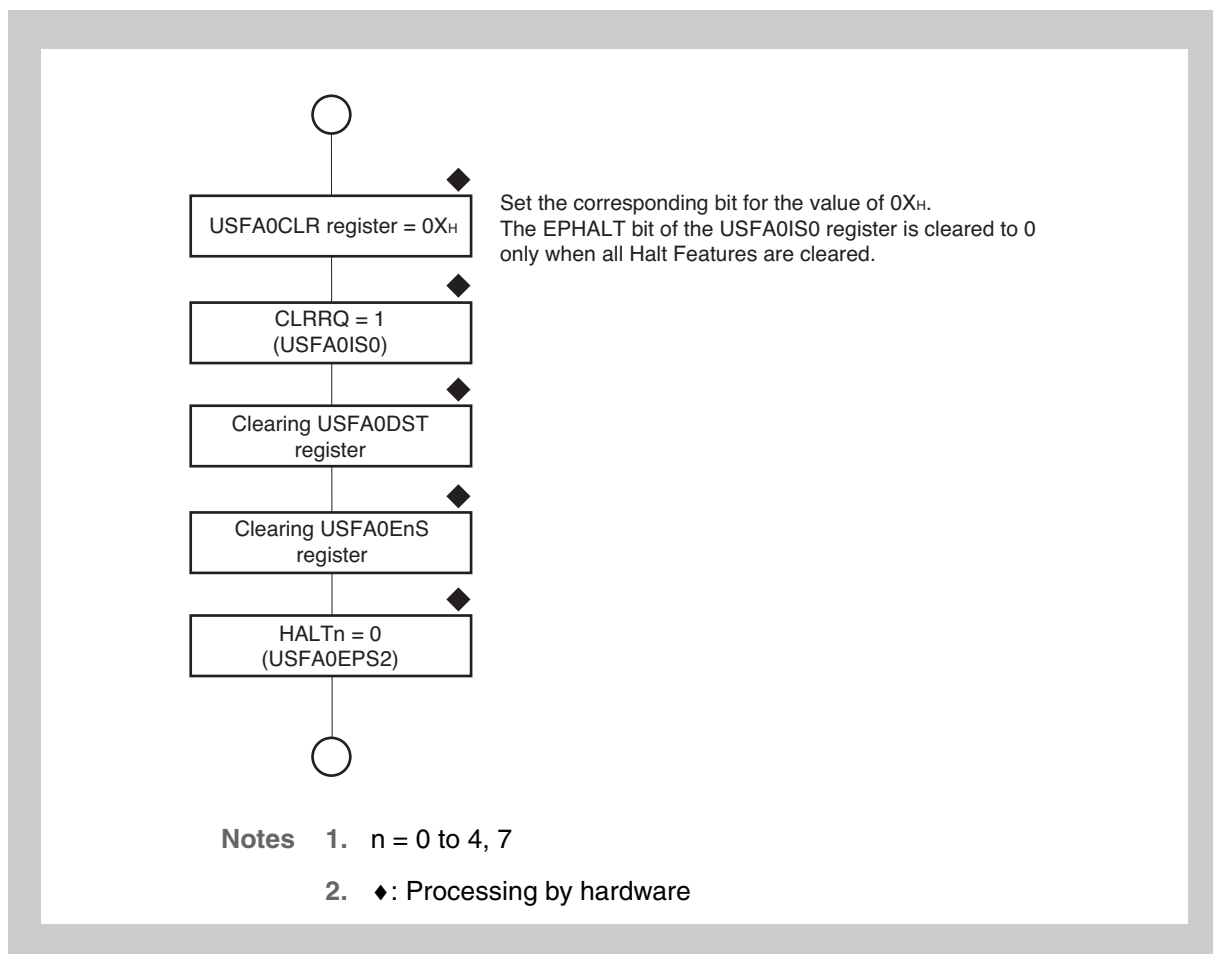 USFA0CLR register = 0XH
Set the corresponding bit for the value of 0XH.
The EPHALT bit of the USFA0IS0 register is cleared to 0
only when all Halt Features are cleared.
CLRRQ = 1
(USFA0IS0)
Clearing USFA0DST
register
Clearing USFA0EnS
register
HALTn = 0
(USFA0EPS2)
Notes 1. n = 0 to 4, 7
2. ♦: Processing by hardware